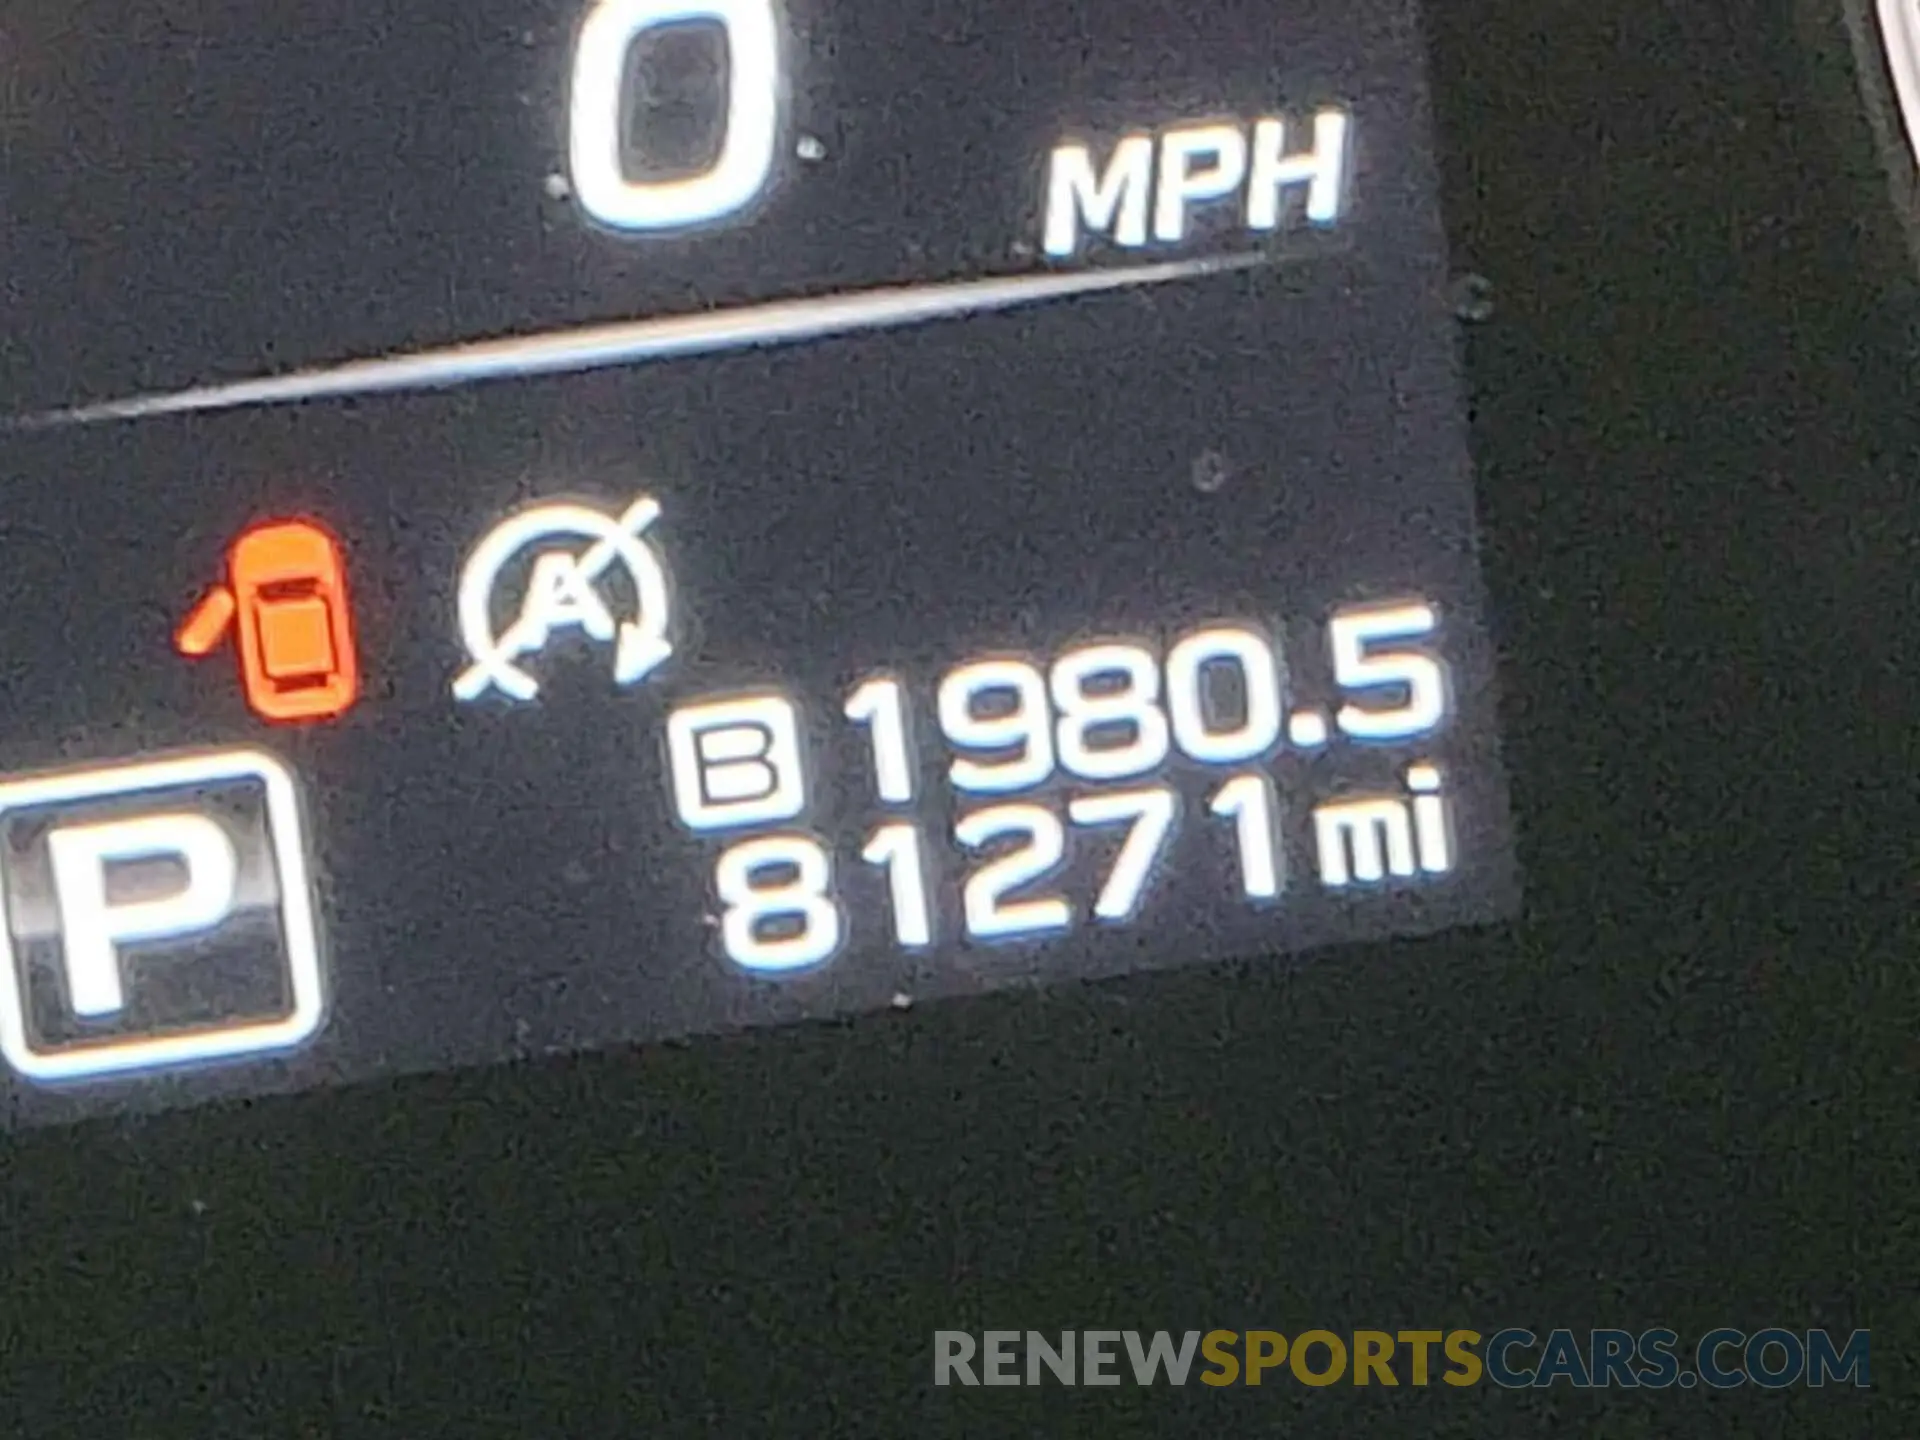 0
MPH
A
B 1980.5
P
81271 mi
RENEWSPORTSCARS.COM